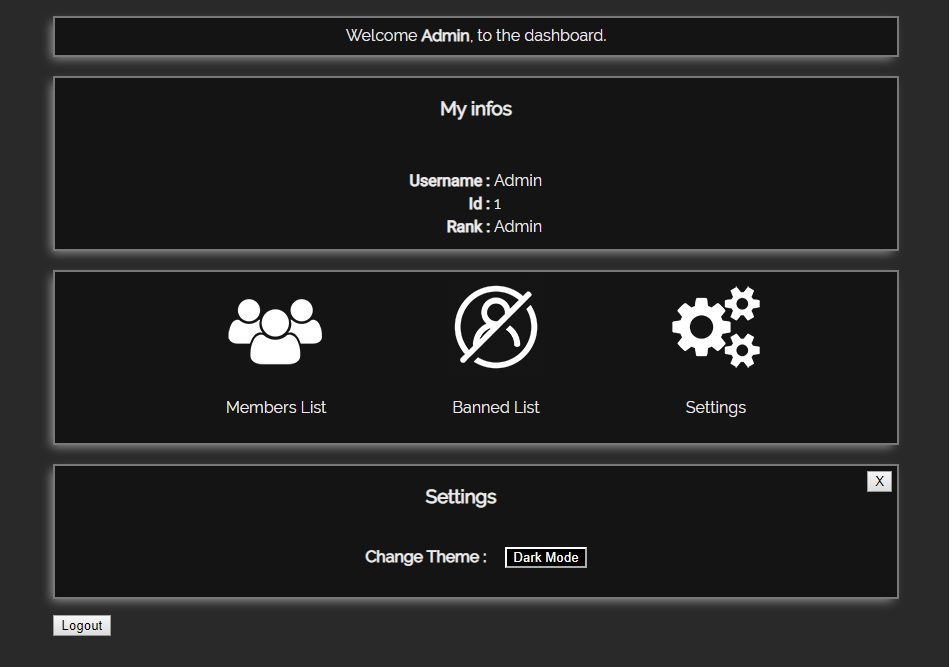 Welcome Admin, to the dashboard.
My infos
Username : Admin
Id : 1
Rank : Admin
Members List
Banned List
Settings
X
Settings
Change Theme : Dark Mode
Logout